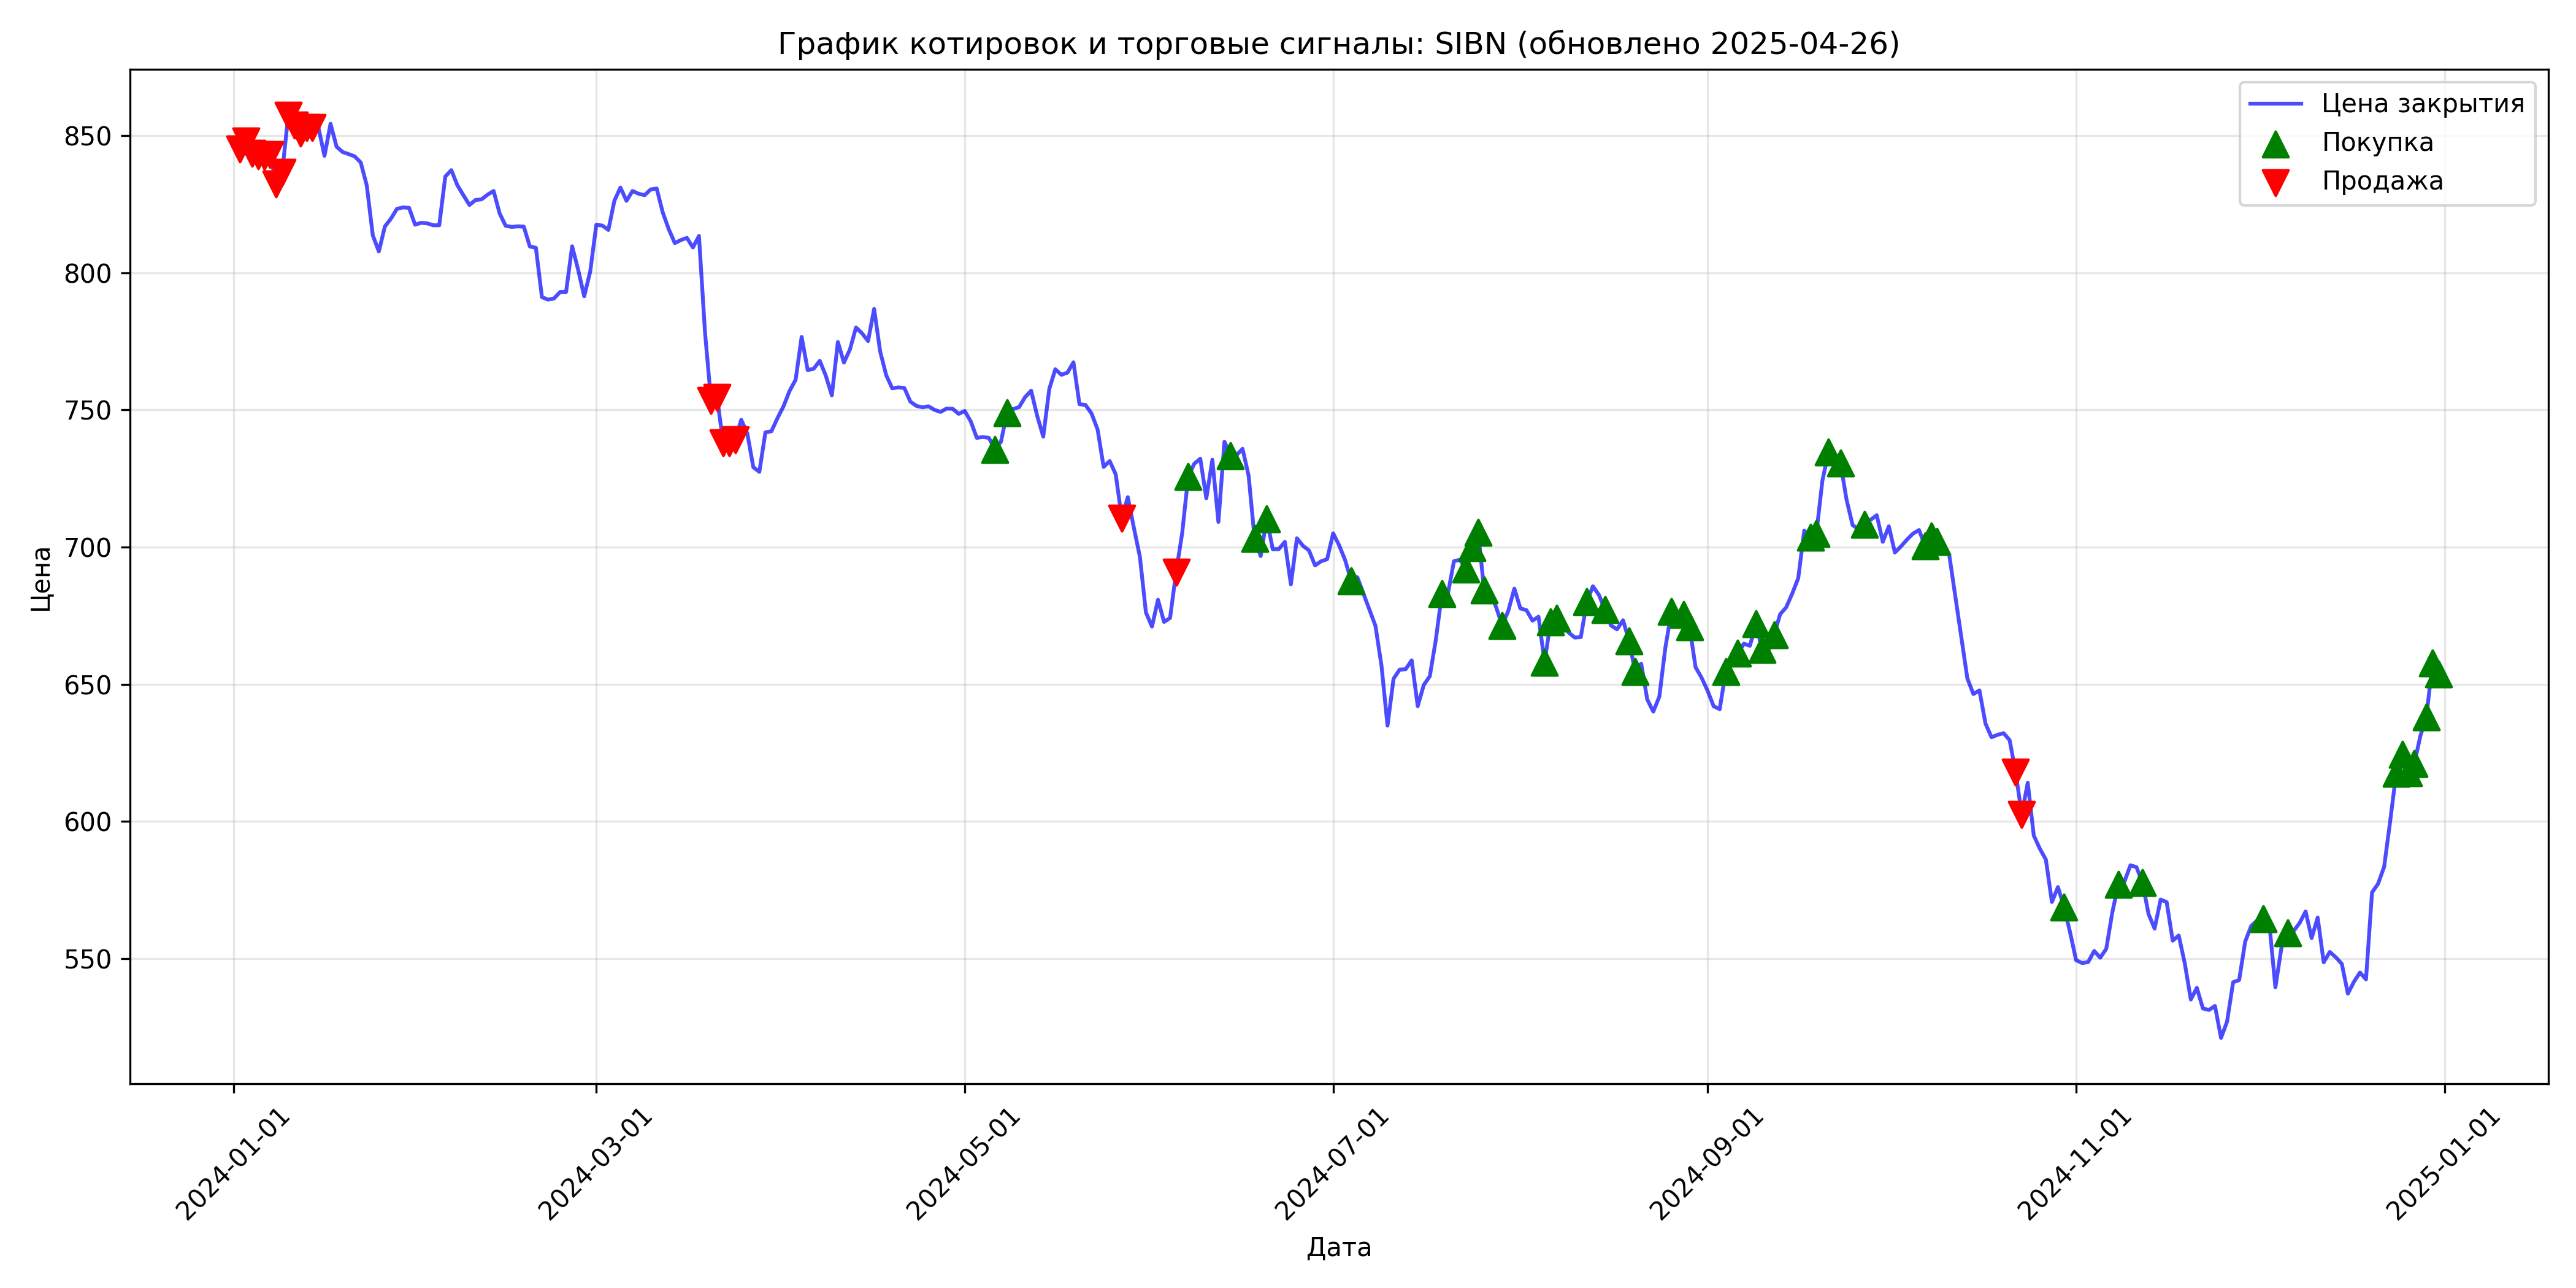 График котировок и торговые сигналы: SIBN (обновлено 2025-04-26)
Цена закрытия
Покупка
Продажа
Цена
850
800
750
700
650
600
550
2024-01-01
2024-03-01
2024-05-01
2024-07-01
2024-09-01
2024-11-01
2025-01-01
Дата